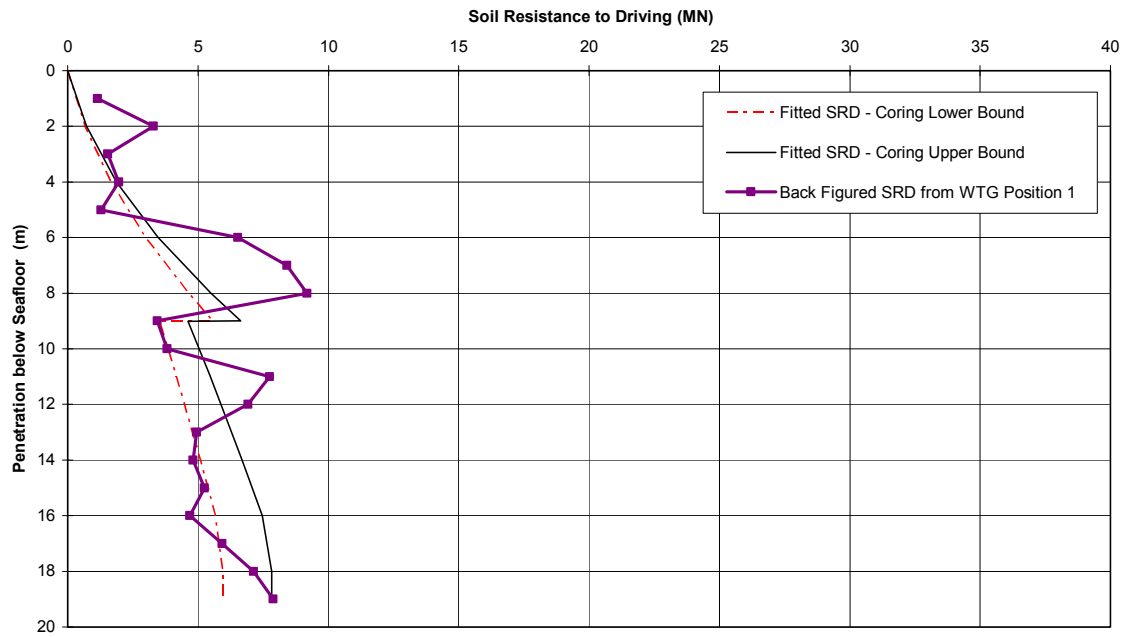 Soil Resistance to Driving (MN)
0 5 10 15 20 25 30 35 40
0
2
4
6
8
10
12
14
16
18
20
Penetration below Seafloor (m)
Fitted SRD - Coring Lower Bound
Fitted SRD - Coring Upper Bound
Back Figured SRD from WTG Position 1